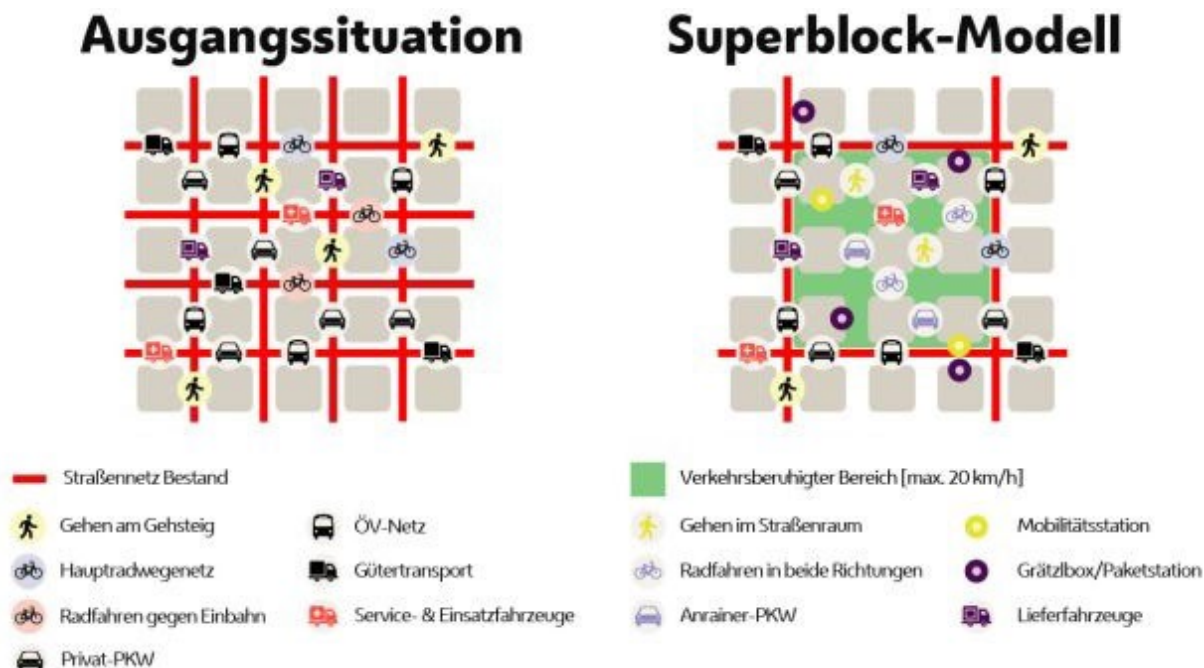 Ausgangssituation
Superblock-Modell
Straßennetz Bestand
Gehen am Gehsteig
Hauptradwegenetz
Radfahren gegen Einbahn
Privat-PKW
ÖV-Netz
Gütertransport
Service- & Einsatzfahrzeuge
Verkehrsberuhigter Bereich [max. 20 km/h]
Gehen im Straßenraum
Radfahren in beide Richtungen
Anrainer-PKW
Mobilitätsstation
Grätzlbox/Paketstation
Lieferfahrzeuge